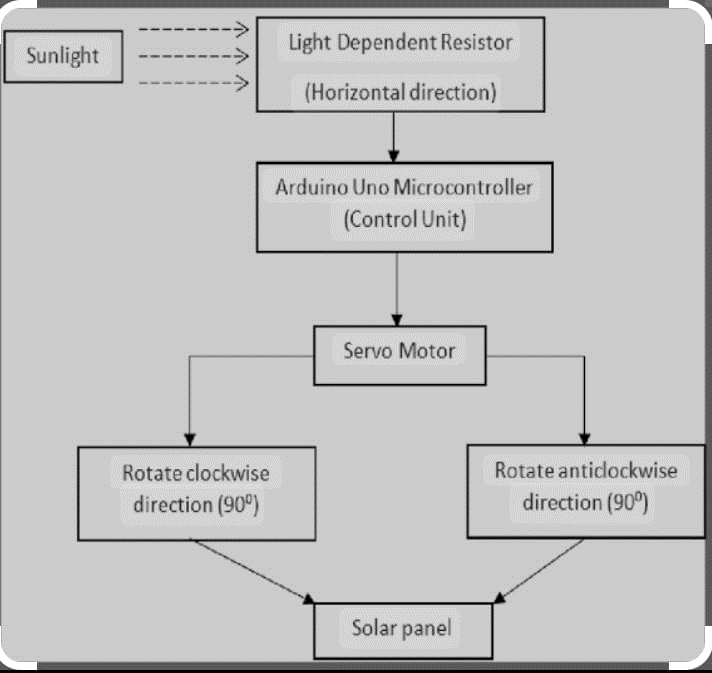 Sunlight
Light Dependent Resistor
(Horizontal direction)
Arduino Uno Microcontroller
(Control Unit)
Servo Motor
Rotate clockwise
direction (90⁰)
Rotate anticlockwise
direction (90⁰)
Solar panel